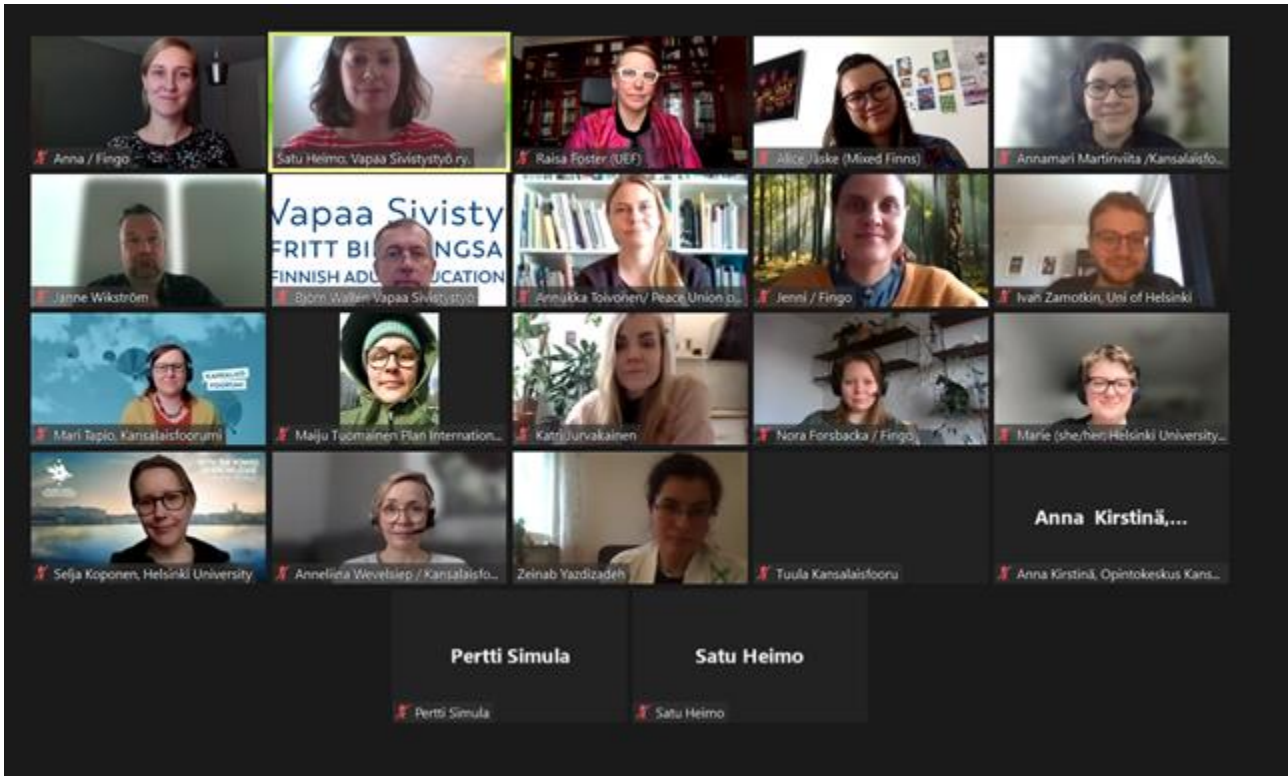 Anna / Fingo
Satu Heimo, Vapaa Sivistystyö ry.
Raisa Foster (UEF)
Alice Jäske (Mixed Finns)
Annamari Martinviita /Kansalaisfo...
Vapaa Sivisty
FRITT BI NGSA
FINNISH ADU UCATION
Janne Wikström
Björn Wallén Vapaa Sivistystyö
Annukka Toivonen/ Peace Union o...
Jenni / Fingo
Ivan Zamotkin, Uni of Helsinki
KANSALAIS
FOORUMI
Mari Tapio, Kansalaisfoorumi
Maiju Tuomainen Plan Internation...
Katri Jurvakainen
Nora Forsbacka / Fingo
Marie (she/her) Helsinki University...
Selja Koponen, Helsinki University
Anneliina Wevelsiep / Kansalaisfo...
Zeinab Yazdizadeh
Tuula Kansalaisfooru
Anna Kirstinä,...
Anna Kirstinä, Opintokeskus Kans...
Pertti Simula
Pertti Simula
Satu Heimo
Satu Heimo